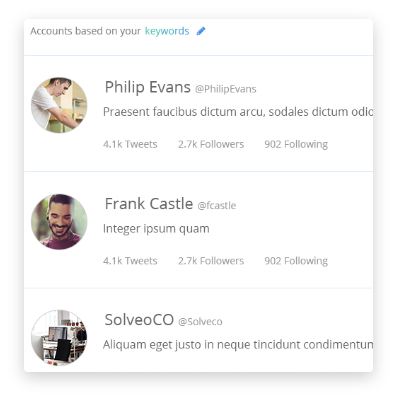 Accounts based on your keywords
Philip Evans @PhilipEvans
Praesent faucibus dictum arcu, sodales dictum odio
4.1k Tweets 2.7k Followers 902 Following
Frank Castle @fcastle
Integer ipsum quam
4.1k Tweets 2.7k Followers 902 Following
SolveoCO @Solveco
Aliquam eget justo in neque tincidunt condimentum